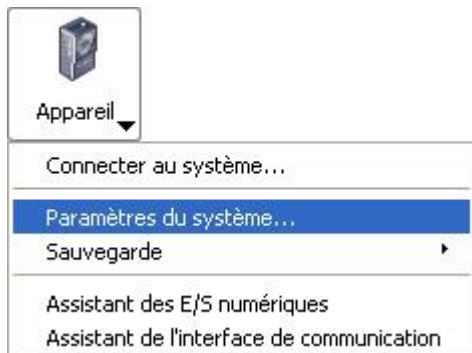 Appareil
Connecter au système...
Paramètres du système...
Sauvegarde
Assistant des E/S numériques
Assistant de l'interface de communication